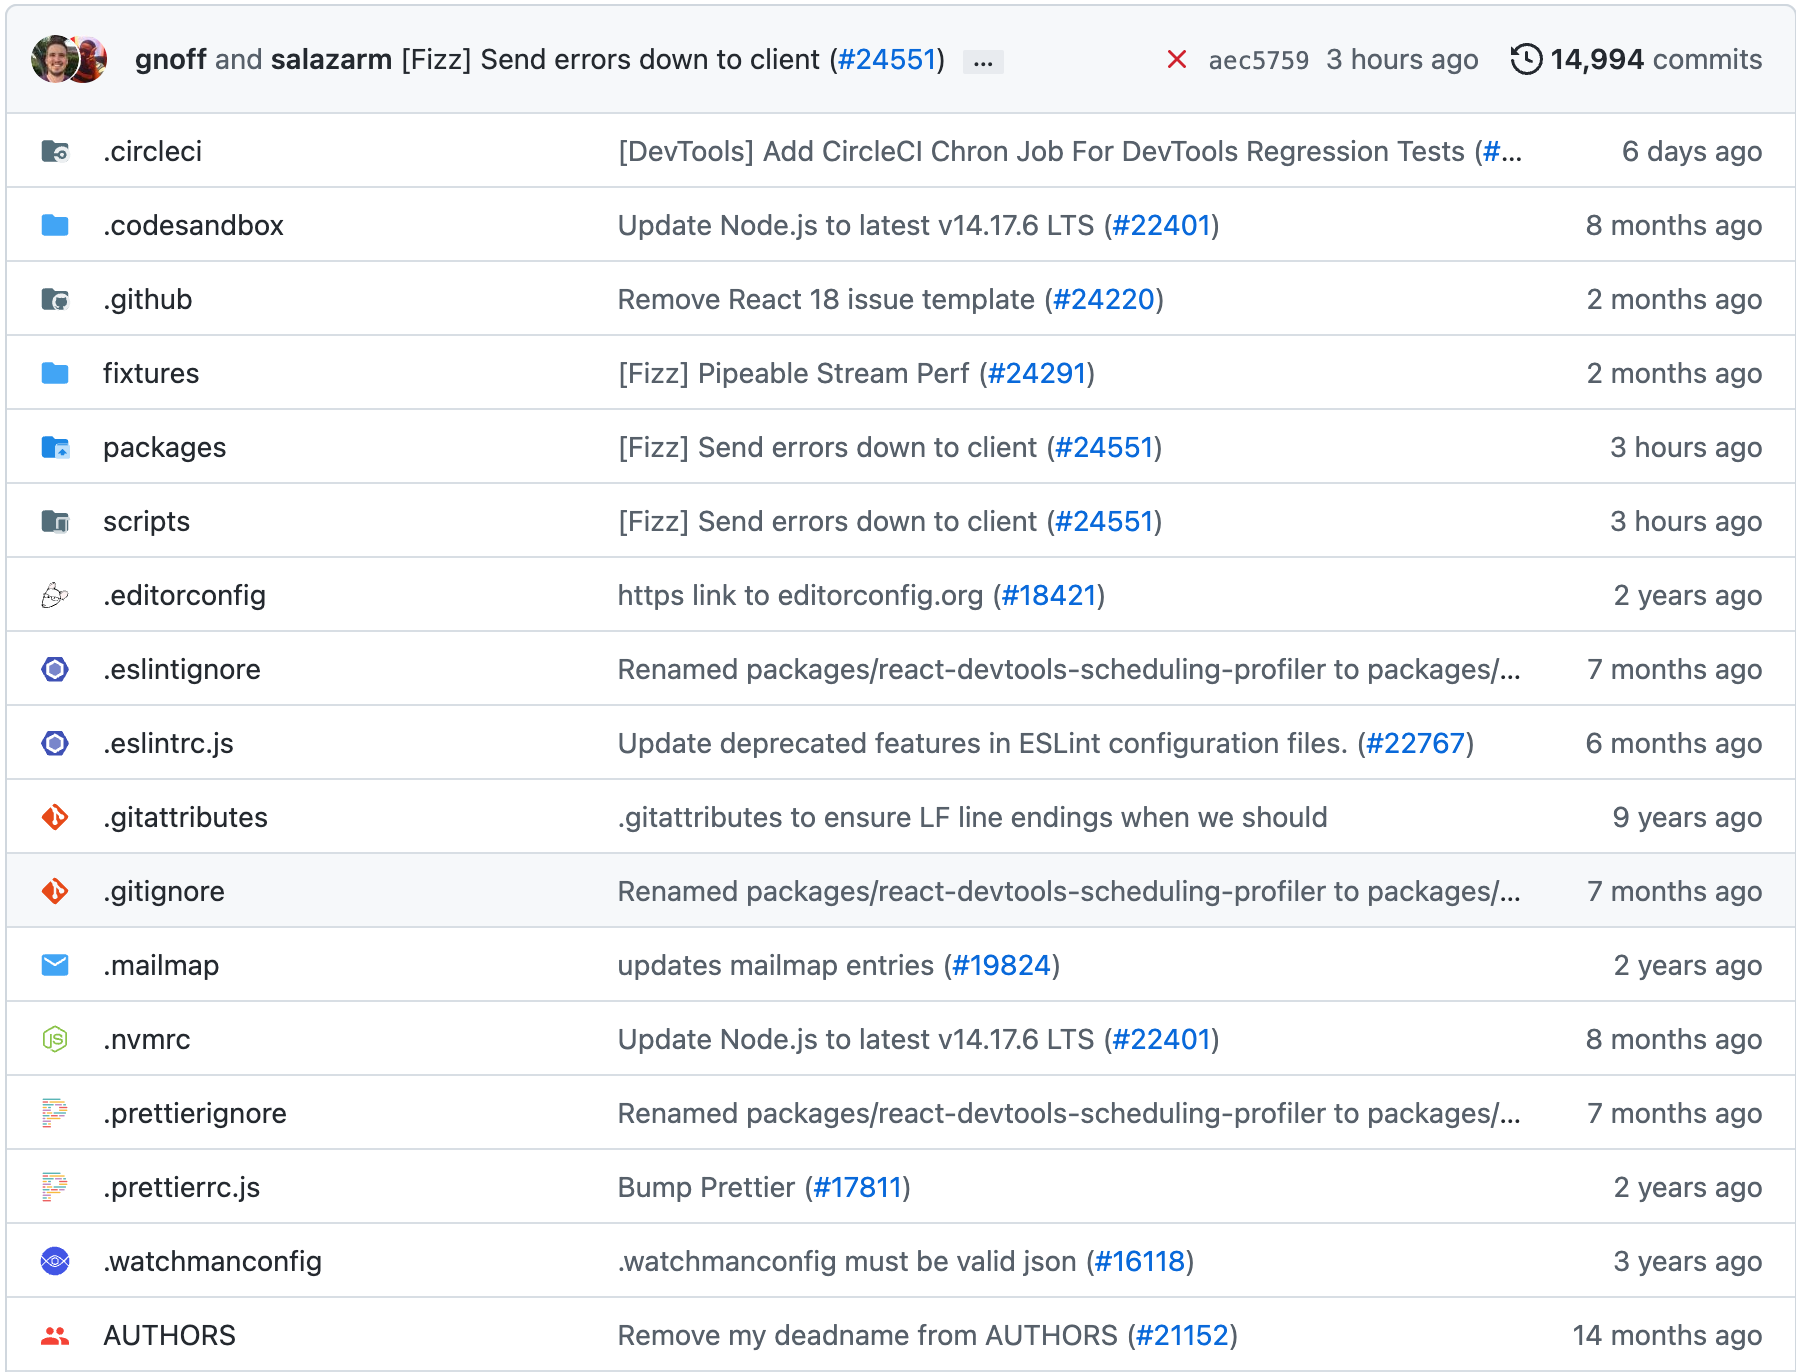 gnoff and salazarm [Fizz] Send errors down to client (#24551) … aec5759 3 hours ago 14,994 commits
.circleci [DevTools] Add CircleCI Chron Job For DevTools Regression Tests (#… 6 days ago
.codesandbox Update Node.js to latest v14.17.6 LTS (#22401) 8 months ago
.github Remove React 18 issue template (#24220) 2 months ago
fixtures [Fizz] Pipeable Stream Perf (#24291) 2 months ago
packages [Fizz] Send errors down to client (#24551) 3 hours ago
scripts [Fizz] Send errors down to client (#24551) 3 hours ago
.editorconfig https link to editorconfig.org (#18421) 2 years ago
.eslintignore Renamed packages/react-devtools-scheduling-profiler to packages/… 7 months ago
.eslintrc.js Update deprecated features in ESLint configuration files. (#22767) 6 months ago
.gitattributes .gitattributes to ensure LF line endings when we should 9 years ago
.gitignore Renamed packages/react-devtools-scheduling-profiler to packages/… 7 months ago
.mailmap updates mailmap entries (#19824) 2 years ago
.nvmrc Update Node.js to latest v14.17.6 LTS (#22401) 8 months ago
.prettierignore Renamed packages/react-devtools-scheduling-profiler to packages/… 7 months ago
.prettierrc.js Bump Prettier (#17811) 2 years ago
.watchmanconfig .watchmanconfig must be valid json (#16118) 3 years ago
AUTHORS Remove my deadname from AUTHORS (#21152) 14 months ago